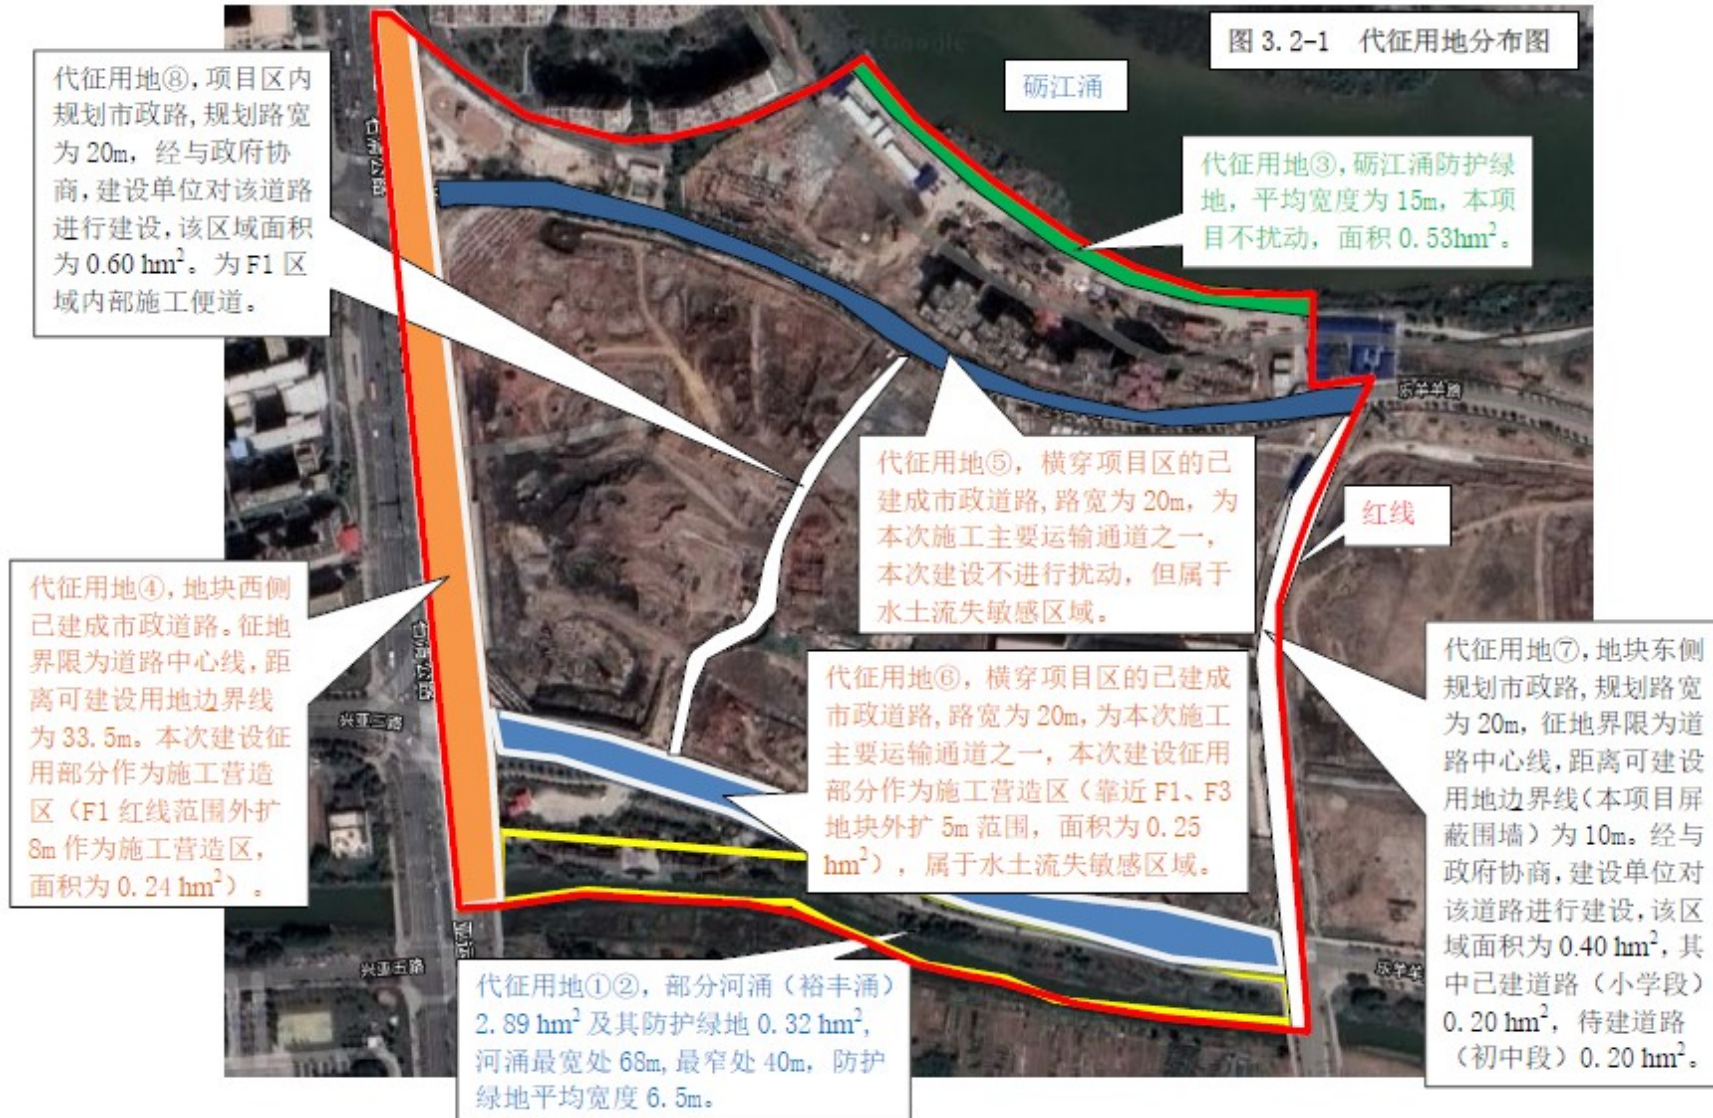 图 3.2-1 代征用地分布图
Google
砺江涌
代征用地⑧，项目区内
规划市政路，规划路宽
为 20m，经与政府协
商，建设单位对该道路
进行建设，该区域面积
为 0.60 hm²。为 F1 区
域内部施工便道。
代征用地③，砺江涌防护绿
地，平均宽度为 15m，本项
目不扰动，面积 0.53hm²。
代征用地⑤，横穿项目区的已
建成市政道路，路宽为 20m，为
本次施工主要运输通道之一，
本次建设不进行扰动，但属于
水土流失敏感区域。
红线
代征用地④，地块西侧
已建成市政道路。征地
界限为道路中心线，距
离可建设用地边界线
为 33.5m。本次建设征
用部分作为施工营造
区（F1 红线范围外扩
8m 作为施工营造区，
面积为 0.24 hm²）。
代征用地⑥，横穿项目区的已建成
市政道路，路宽为 20m，为本次施工
主要运输通道之一，本次建设征用
部分作为施工营造区（靠近 F1、F3
地块外扩 5m 范围，面积为 0.25
hm²），属于水土流失敏感区域。
代征用地⑦，地块东侧
规划市政路，规划路宽
为 20m，征地界限为道
路中心线，距离可建设
用地边界线（本项目屏
蔽围墙）为 10m。经与
政府协商，建设单位对
该道路进行建设，该区
域面积为 0.40 hm²，其
中已建道路（小学段）
0.20 hm²，待建道路
（初中段）0.20 hm²。
代征用地①②，部分河涌（裕丰涌）
2.89 hm² 及其防护绿地 0.32 hm²，
河涌最宽处 68m，最窄处 40m，防护
绿地平均宽度 6.5m。
兴亚三路
兴亚五路
乐羊羊路
乐羊羊